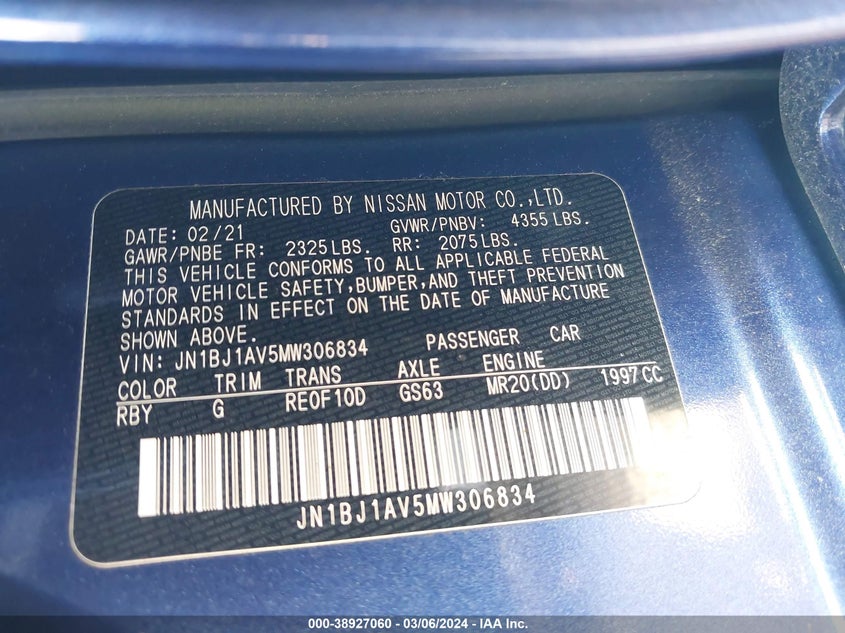 MANUFACTURED BY NISSAN MOTOR CO.,LTD.
DATE: 02/21 GVWR/PNBV: 4355 LBS.
GAWR/PNBE FR: 2325 LBS. RR: 2075 LBS.
THIS VEHICLE CONFORMS TO ALL APPLICABLE FEDERAL
MOTOR VEHICLE SAFETY,BUMPER,AND THEFT PREVENTION
STANDARDS IN EFFECT ON THE DATE OF MANUFACTURE
SHOWN ABOVE.
VIN: JN1BJ1AV5MW306834 PASSENGER CAR
COLOR TRIM TRANS AXLE ENGINE
RBY G RE0F10D GS63 MR20(DD) 1997CC
JN1BJ1AV5MW306834
000-38927060 - 03/06/2024 - IAA Inc.